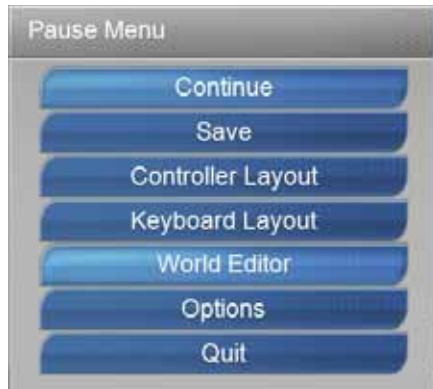 Pause Menu
Continue
Save
Controller Layout
Keyboard Layout
World Editor
Options
Quit